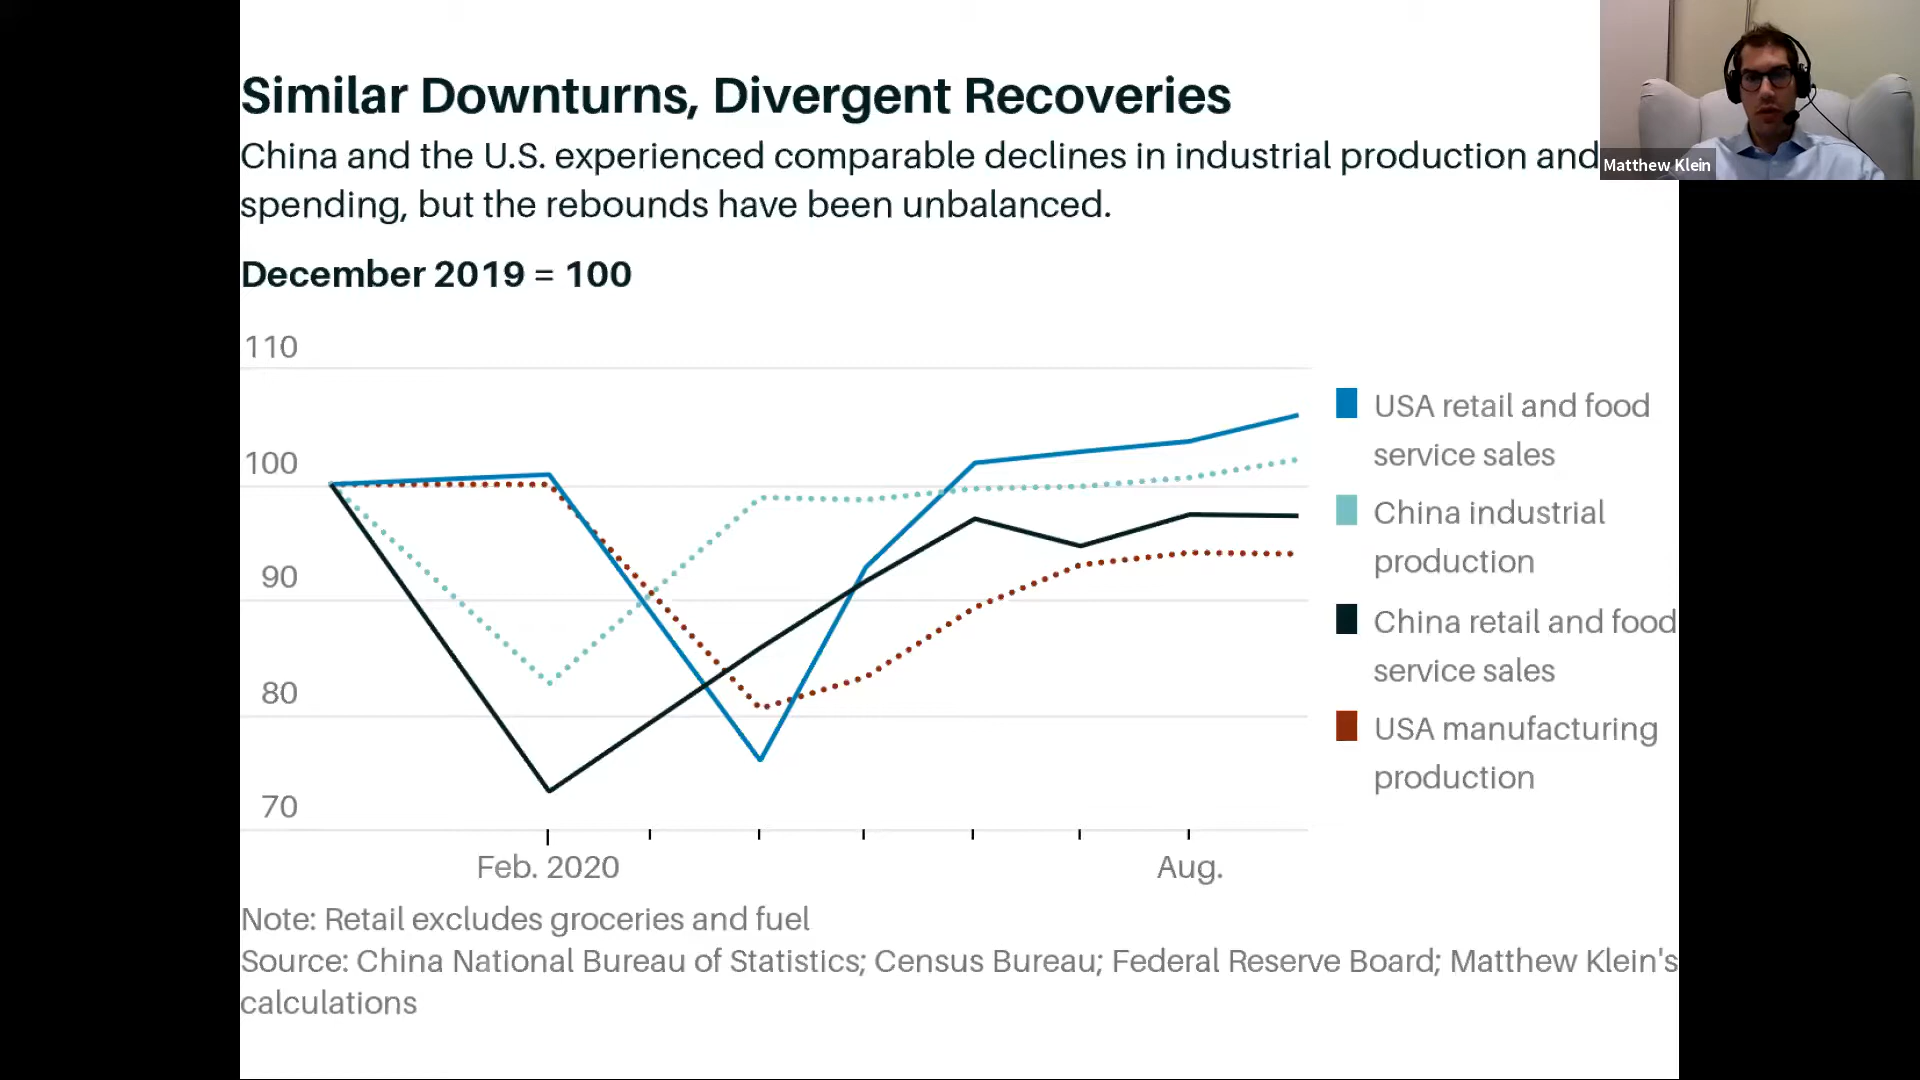 Similar Downturns, Divergent Recoveries
China and the U.S. experienced comparable declines in industrial production and
spending, but the rebounds have been unbalanced.
Matthew Klein
December 2019 = 100
110
100
90
80
70
USA retail and food
service sales
China industrial
production
China retail and food
service sales
USA manufacturing
production
Feb. 2020
Aug.
Note: Retail excludes groceries and fuel
Source: China National Bureau of Statistics; Census Bureau; Federal Reserve Board; Matthew Klein's
calculations